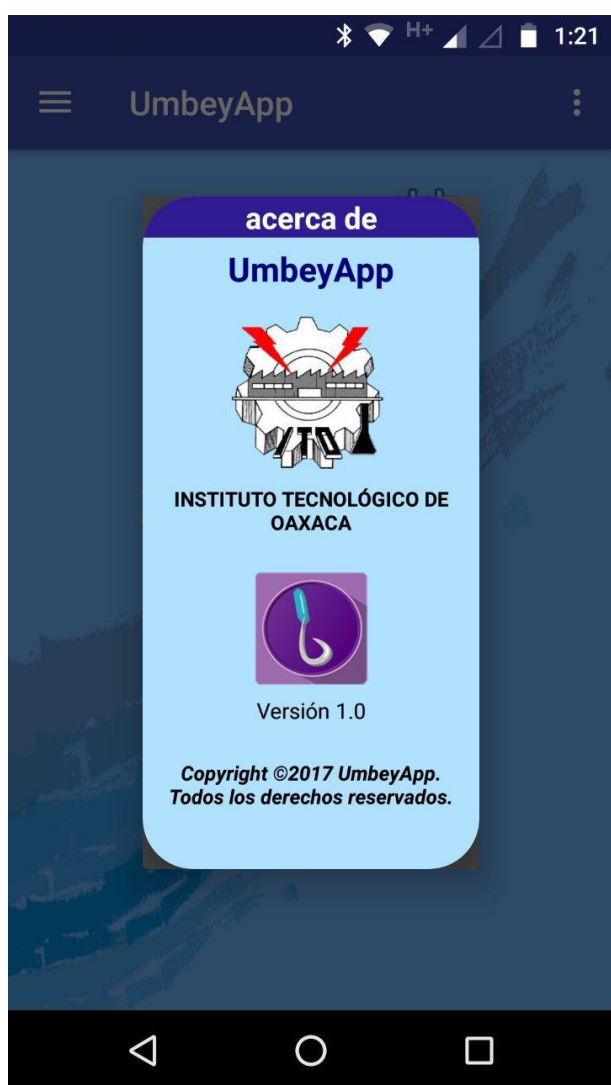 H+ 1:21
UmbeyApp
acerca de
UmbeyApp
ITO
INSTITUTO TECNOLÓGICO DE
OAXACA
Versión 1.0
Copyright ©2017 UmbeyApp.
Todos los derechos reservados.